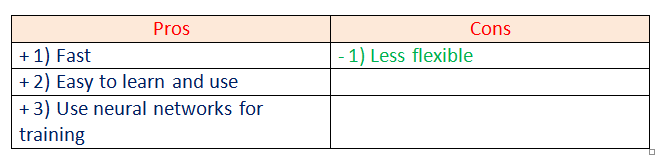 Pros Cons
+ 1) Fast - 1) Less flexible
+ 2) Easy to learn and use
+ 3) Use neural networks for
training